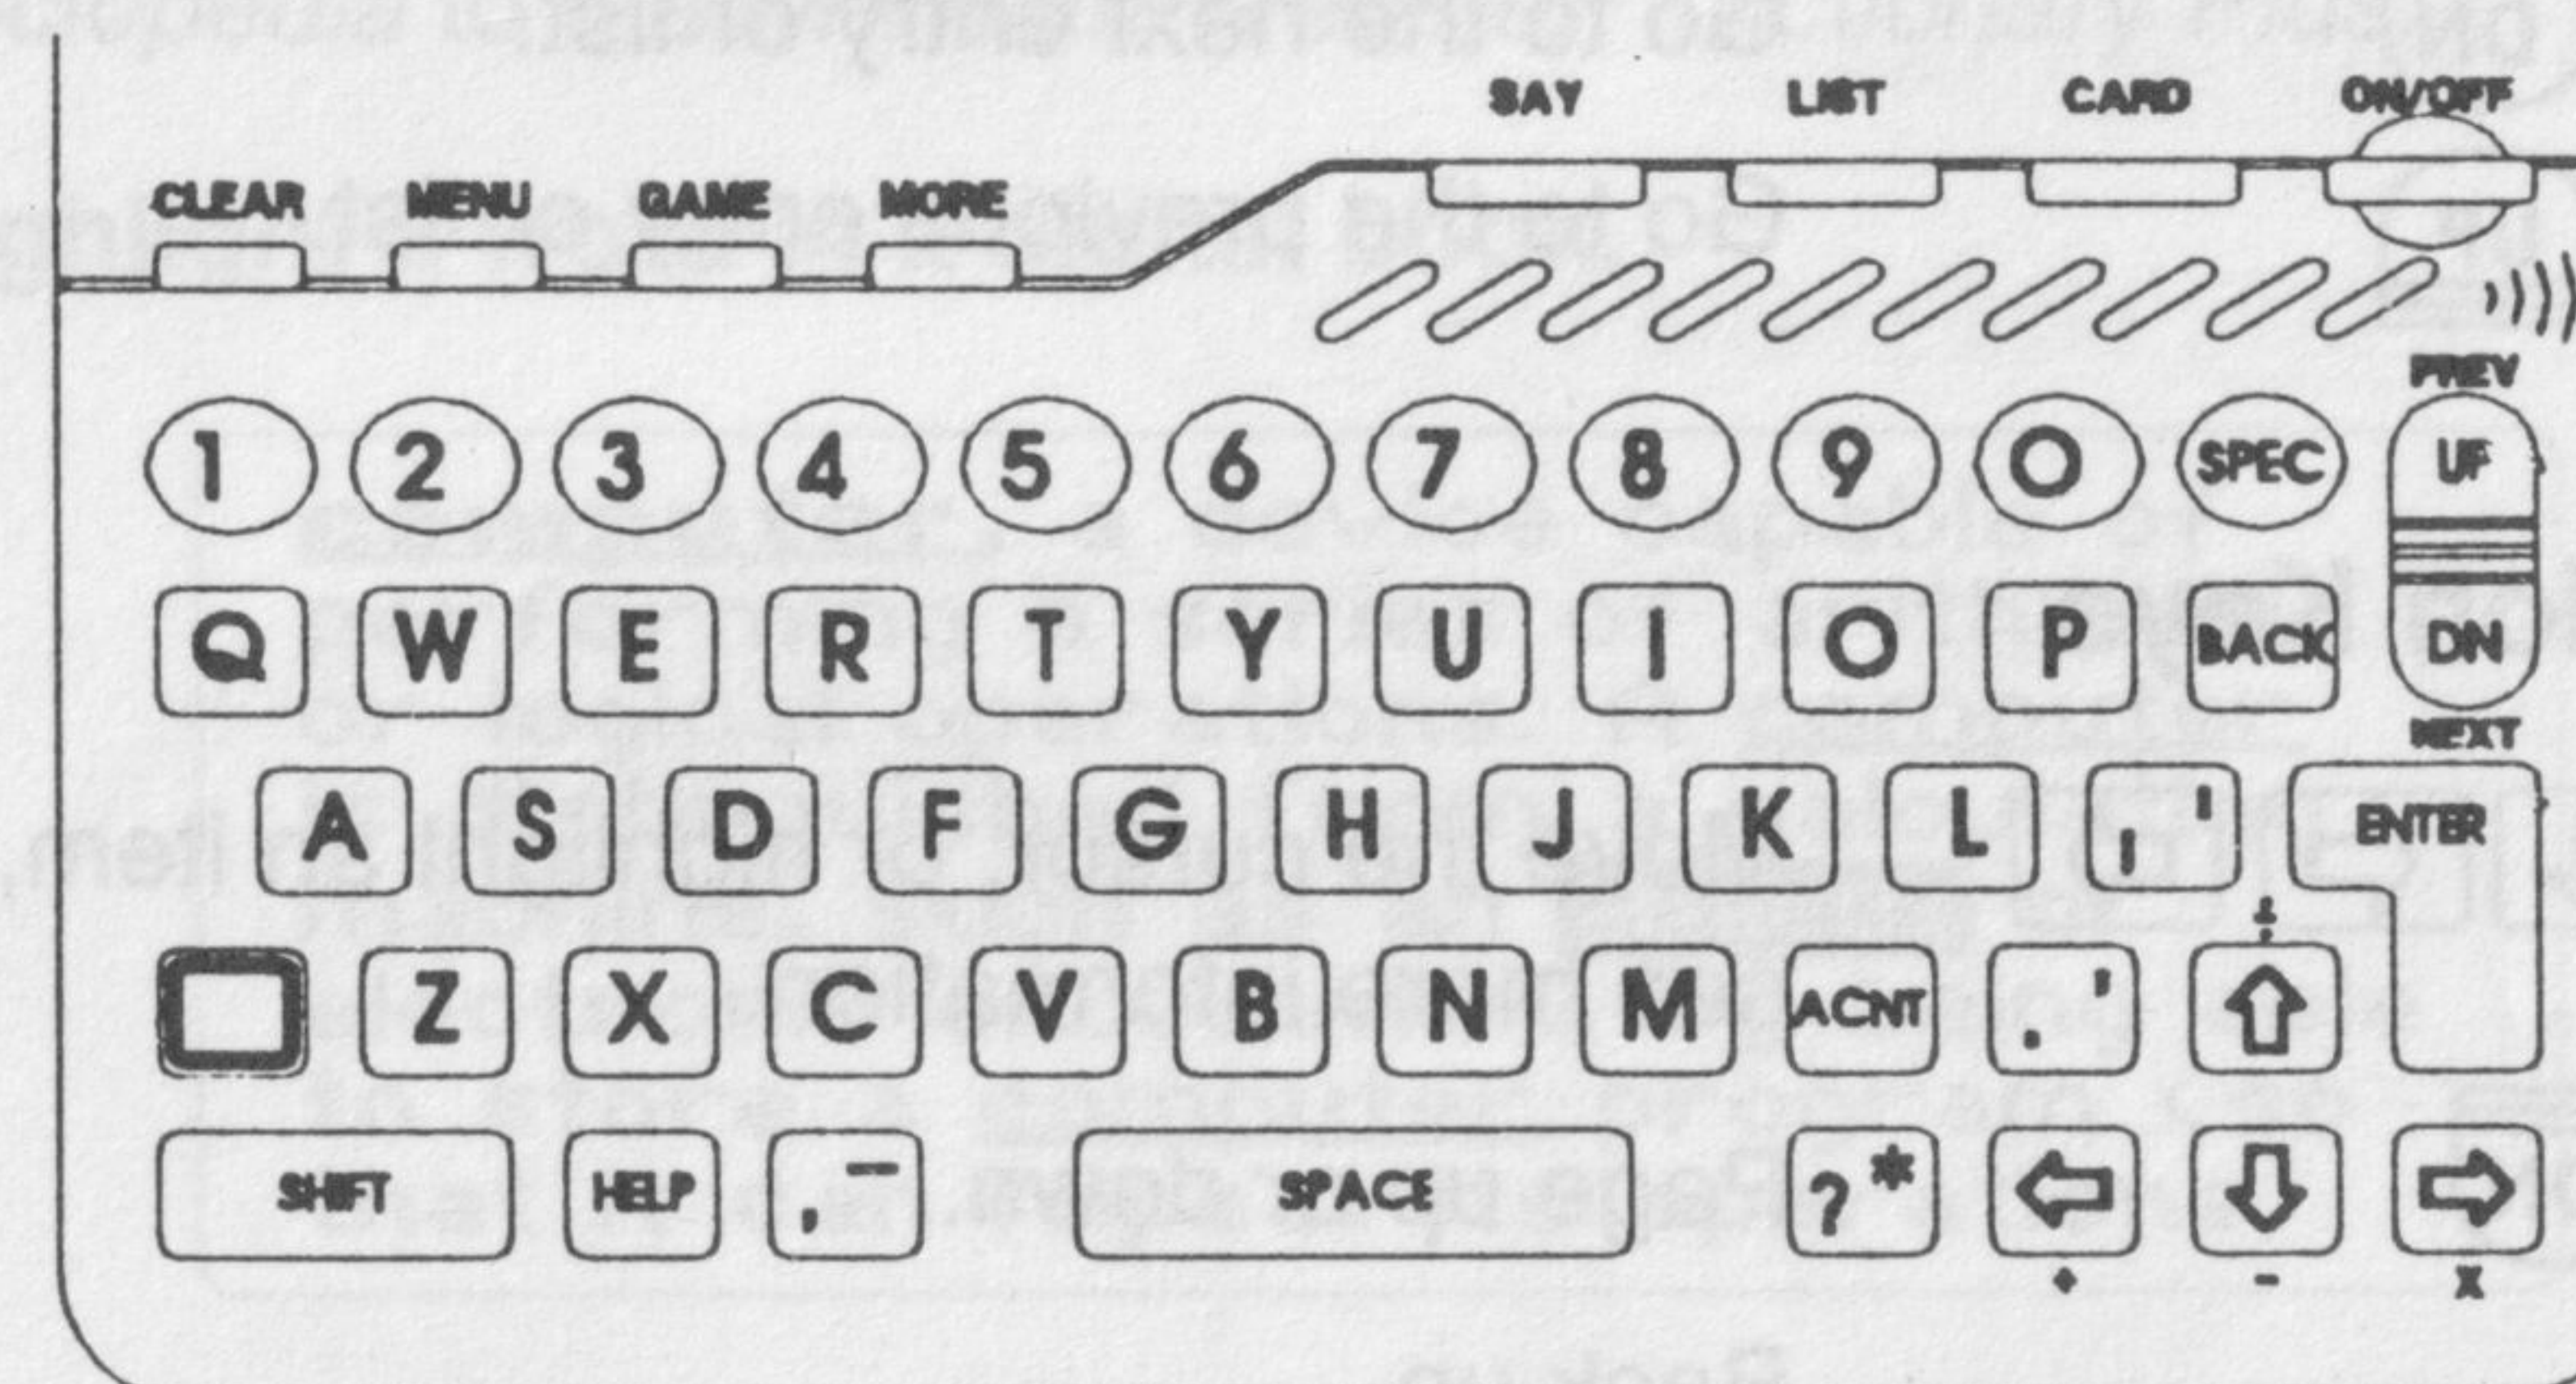 SAY LIST CARD ON/OFF
CLEAR MENU GAME MORE
PREV
1 2 3 4 5 6 7 8 9 0 SPEC UP
Q W E R T Y U I O P BACK DN
NEXT
A S D F G H J K L , ' ENTER
÷
Z X C V B N M ACNT . '
SHIFT HELP , - SPACE ? *
+ - X